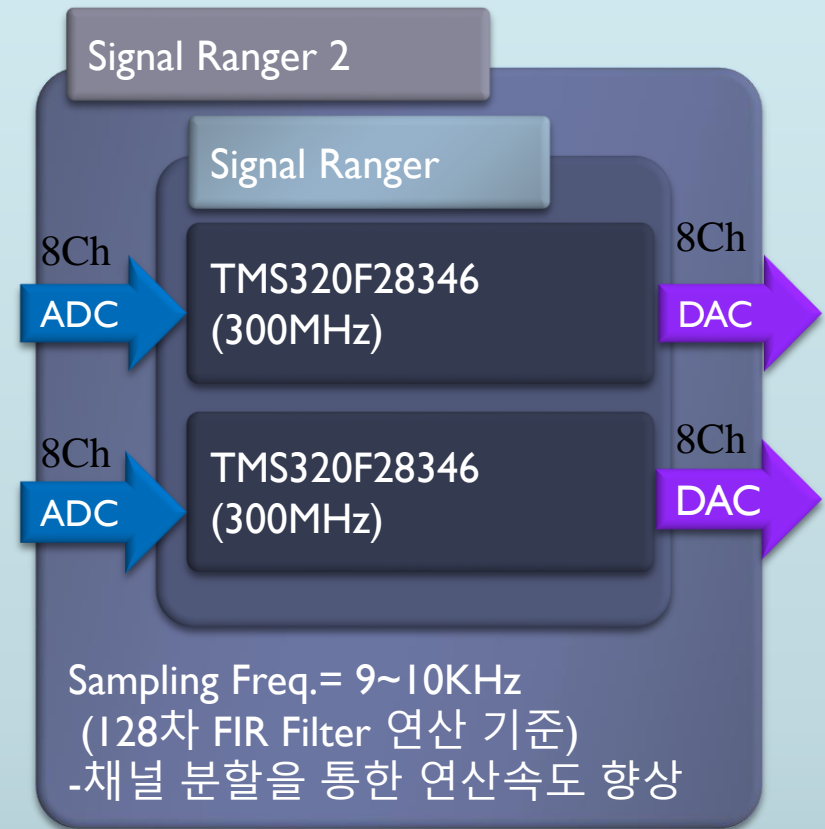 Signal Ranger 2
Signal Ranger
8Ch
ADC
TMS320F28346
(300MHz)
8Ch
DAC
8Ch
ADC
TMS320F28346
(300MHz)
8Ch
DAC
Sampling Freq.= 9~10KHz
(128차 FIR Filter 연산 기준)
-채널 분할을 통한 연산속도 향상